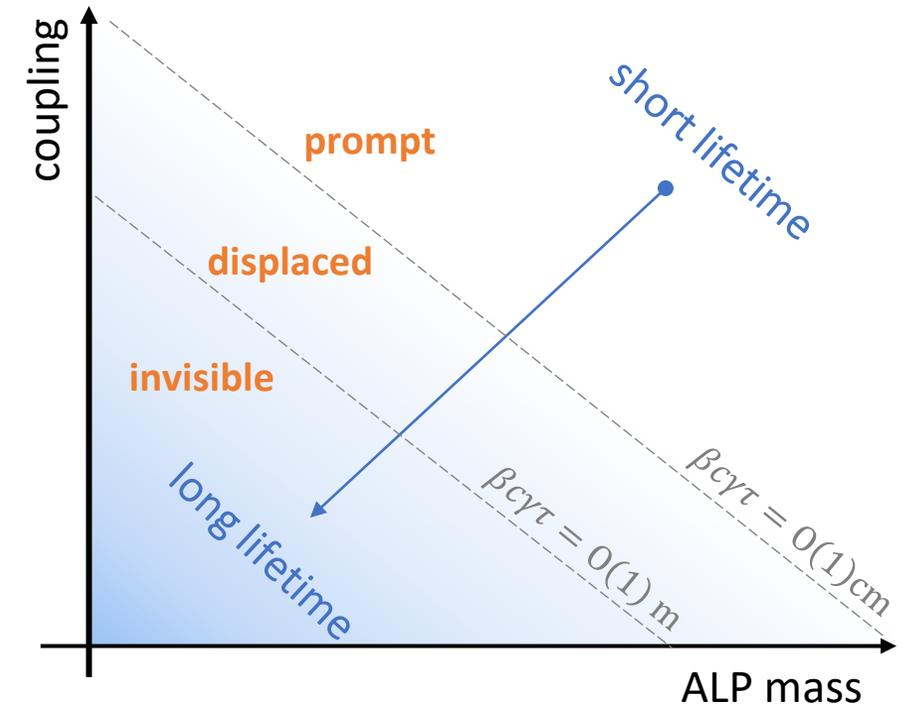 coupling
short lifetime
prompt
displaced
invisible
long lifetime
βcγτ = O(1) m
βcγτ = O(1)cm
ALP mass